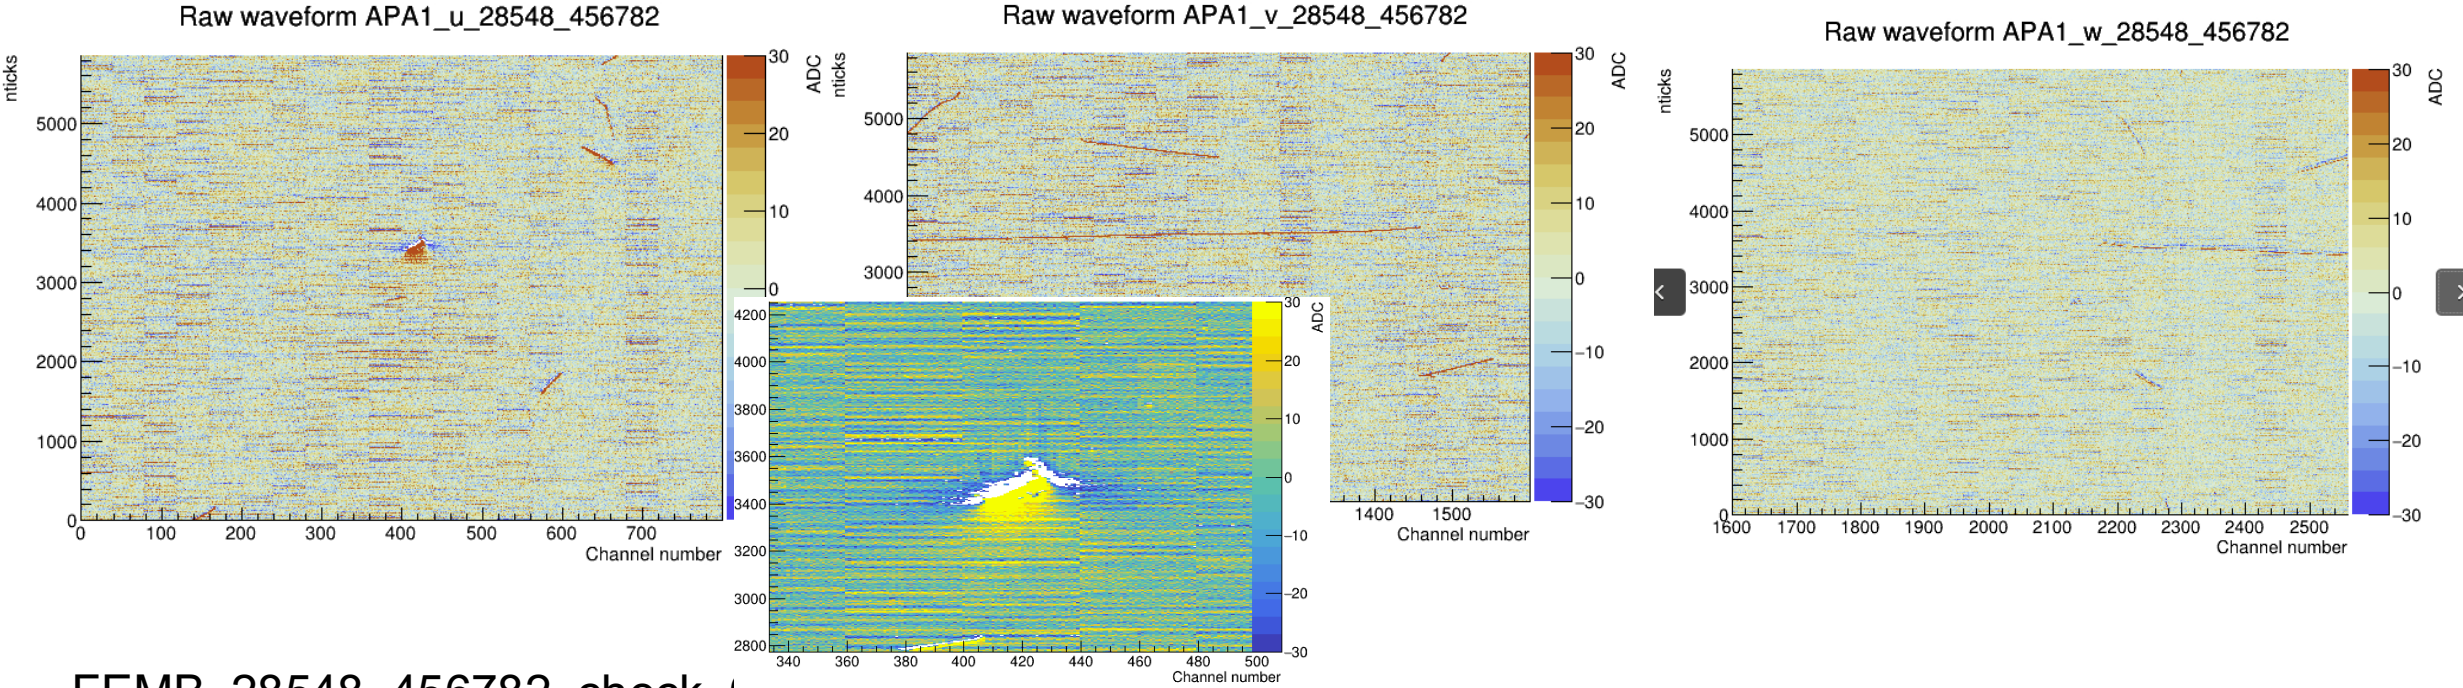 Raw waveform APA1_u_28548_456782
nticks
5000
4000
3000
2000
1000
0
0 100 200 300 400 500 600 700
Channel number
30
20
10
0
ADC
Raw waveform APA1_v_28548_456782
nticks
5000
4000
3000
1400 1500
Channel number
30
20
10
0
−10
−20
−30
ADC
4200
4000
3800
3600
3400
3200
3000
2800
340 360 380 400 420 440 460 480 500
Channel number
30
20
10
0
−10
−20
−30
ADC
Raw waveform APA1_w_28548_456782
nticks
5000
4000
3000
2000
1000
0
1600 1700 1800 1900 2000 2100 2200 2300 2400 2500
Channel number
30
20
10
0
−10
−20
−30
ADC